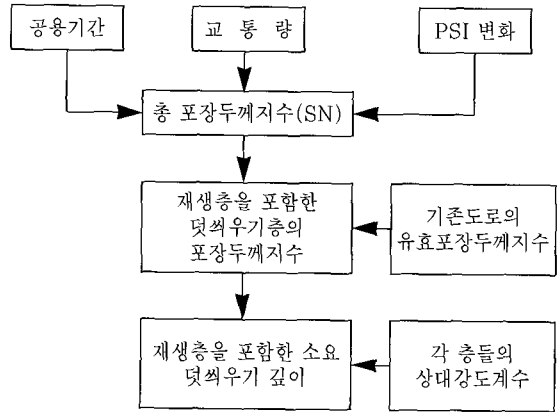 공용기간
교 통 량
PSI 변화
총 포장두께지수(SN)
재생층을 포함한
덧씌우기층의
포장두께지수
기존도로의
유효포장두께지수
재생층을 포함한 소요
덧씌우기 깊이
각 층들의
상대강도계수